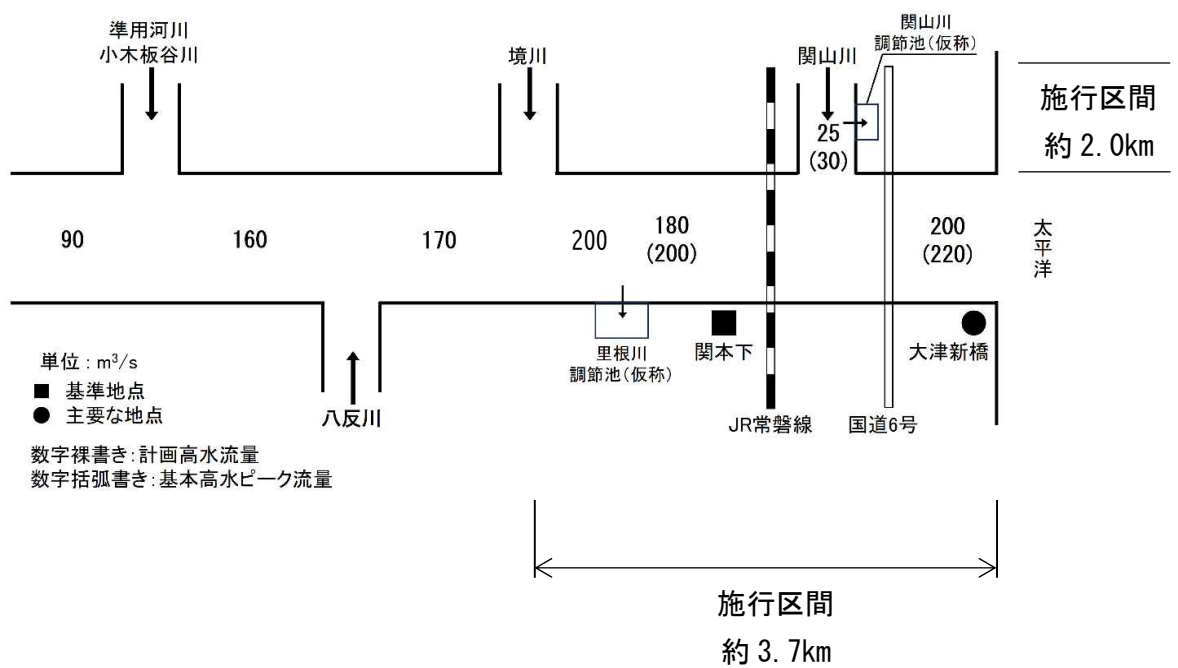 準用河川
小木板谷川
境川
関山川
関山川
調節池(仮称)
施行区間
約 2.0km
25
(30)
90
160
170
200
180
(200)
200
(220)
太平洋
単位：m³/s
■ 基準地点
● 主要な地点
八反川
里根川
調節池(仮称)
関本下
大津新橋
JR常磐線
国道6号
数字裸書き：計画高水流量
数字括弧書き：基本高水ピーク流量
施行区間
約 3.7km